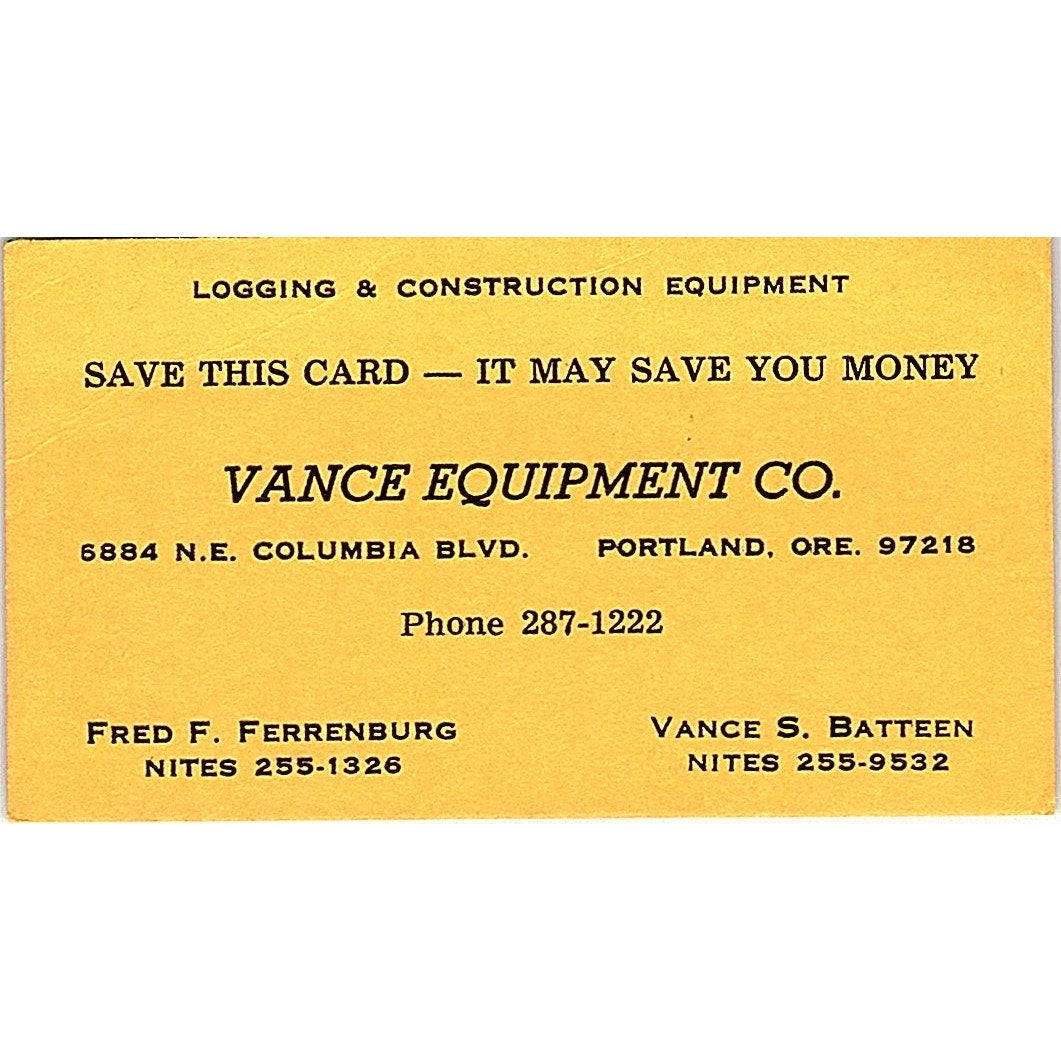 LOGGING & CONSTRUCTION EQUIPMENT
SAVE THIS CARD — IT MAY SAVE YOU MONEY
VANCE EQUIPMENT CO.
6884 N.E. COLUMBIA BLVD. PORTLAND, ORE. 97218
Phone 287-1222
FRED F. FERRENBURG VANCE S. BATTEEN
NITES 255-1326 NITES 255-9532